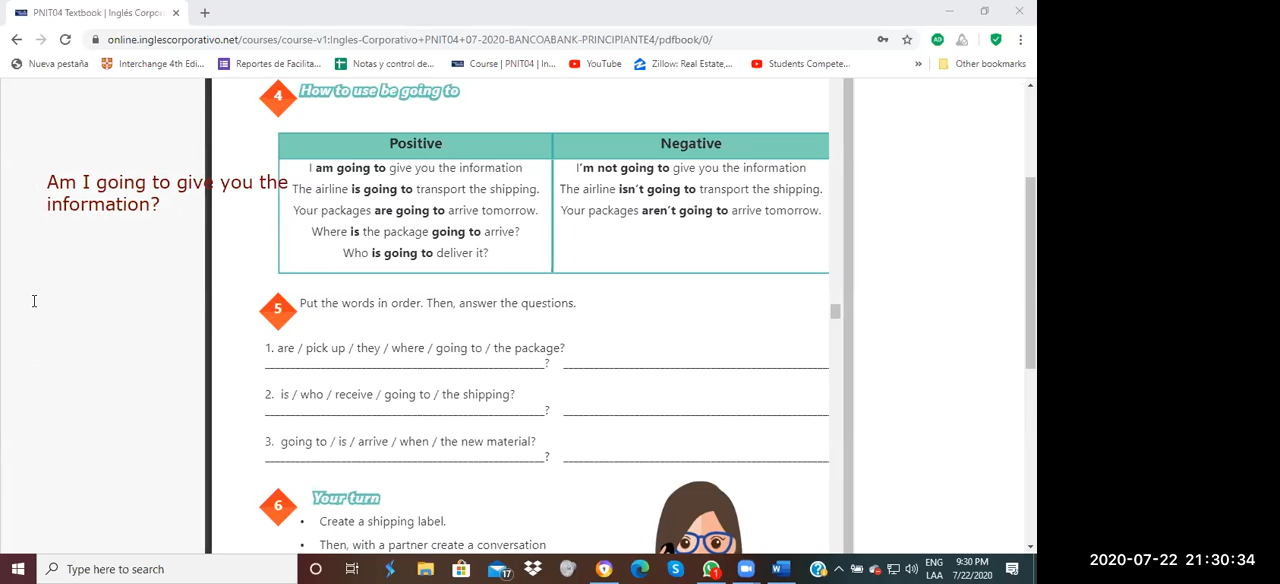 PNIT04 Textbook | Inglés Corpor
online.inglescorporativo.net/courses/course-v1:Ingles-Corporativo+PNIT04+07-2020-BANCOABANK-PRINCIPIANTE4/pdfbook/0/
Nueva pestaña
Interchange 4th Edi...
Reportes de Facilita...
Notas y control de...
Course | PNIT04 | In...
YouTube
Zillow: Real Estate,...
Students Compete...
»
Other bookmarks
4 How to use be going to
Positive
Negative
I am going to give you the information
I'm not going to give you the information
The airline is going to transport the shipping.
The airline isn't going to transport the shipping.
Your packages are going to arrive tomorrow.
Your packages aren't going to arrive tomorrow.
Where is the package going to arrive?
Who is going to deliver it?
Am I going to give you the
information?
5 Put the words in order. Then, answer the questions.
1. are / pick up / they / where / going to / the package?
?
2. is / who / receive / going to / the shipping?
?
3. going to / is / arrive / when / the new material?
?
6 Your turn
• Create a shipping label.
• Then, with a partner create a conversation
Type here to search
17
1
ENG
LAA
9:30 PM
7/22/2020
2020-07-22 21:30:34